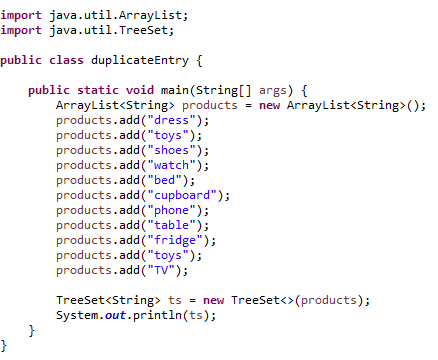 import java.util.ArrayList;
import java.util.TreeSet;
public class duplicateEntry {
public static void main(String[] args) {
ArrayList<String> products = new ArrayList<String>();
products.add("dress");
products.add("toys");
products.add("shoes");
products.add("watch");
products.add("bed");
products.add("cupboard");
products.add("phone");
products.add("table");
products.add("fridge");
products.add("toys");
products.add("TV");
TreeSet<String> ts = new TreeSet<>(products);
System.out.println(ts);
}
}